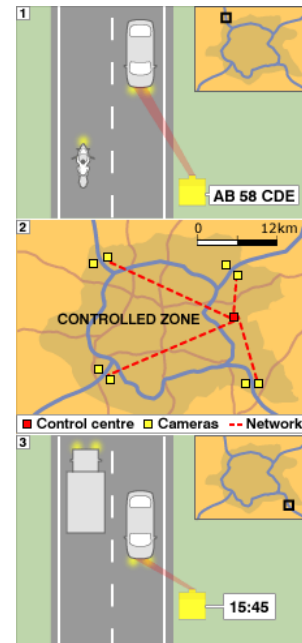 1
AB 58 CDE
2
0 12km
CONTROLLED ZONE
Control centre Cameras Network
3
15:45